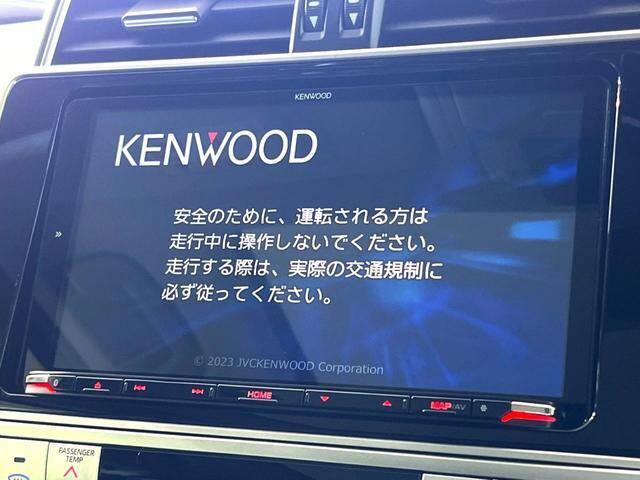 KENWOOD
KENWOOD
安全のために、運転される方は
走行中に操作しないでください。
走行する際は、実際の交通規制に
必ず従ってください。
© 2023 JVCKENWOOD Corporation
HOME
MAP/AV
PASSENGER
TEMP